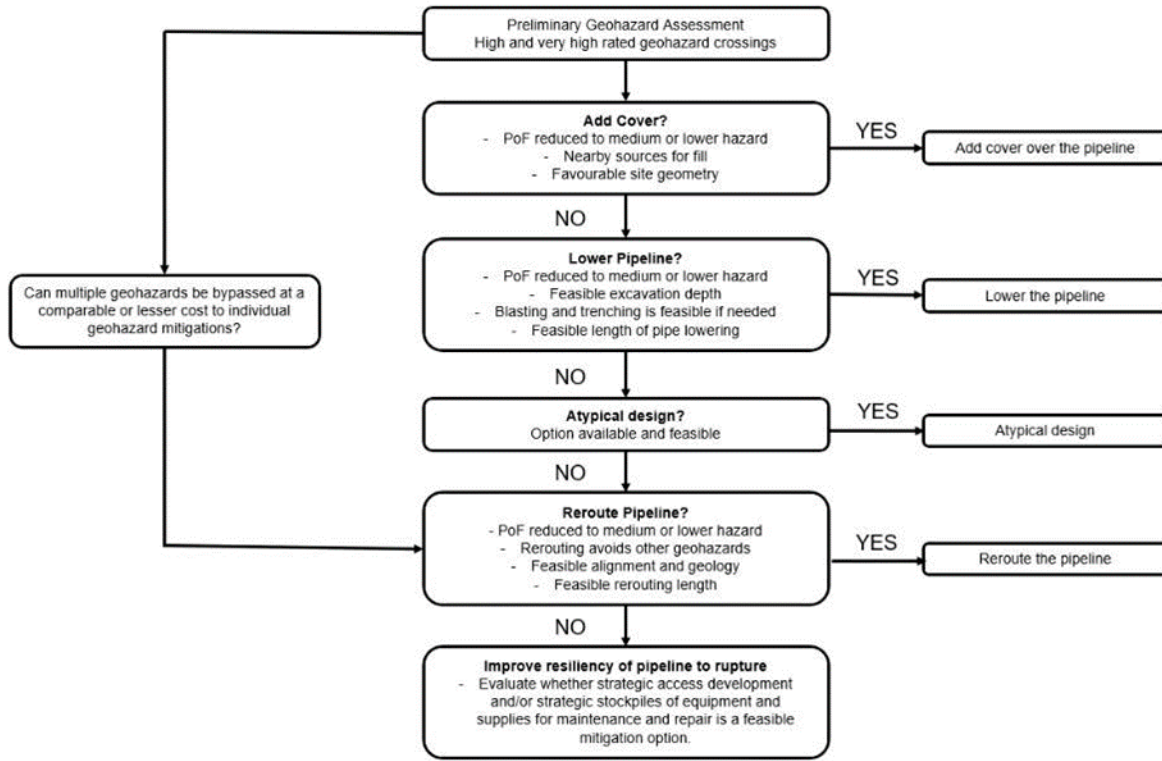 Preliminary Geohazard Assessment
High and very high rated geohazard crossings
Add Cover?
- PoF reduced to medium or lower hazard
- Nearby sources for fill
- Favourable site geometry
YES
Add cover over the pipeline
NO
Lower Pipeline?
- PoF reduced to medium or lower hazard
- Feasible excavation depth
- Blasting and trenching is feasible if needed
- Feasible length of pipe lowering
YES
Lower the pipeline
Can multiple geohazards be bypassed at a
comparable or lesser cost to individual
geohazard mitigations?
NO
Atypical design?
Option available and feasible
YES
Atypical design
NO
Reroute Pipeline?
- PoF reduced to medium or lower hazard
- Rerouting avoids other geohazards
- Feasible alignment and geology
- Feasible rerouting length
YES
Reroute the pipeline
NO
Improve resiliency of pipeline to rupture
- Evaluate whether strategic access development
and/or strategic stockpiles of equipment and
supplies for maintenance and repair is a feasible
mitigation option.